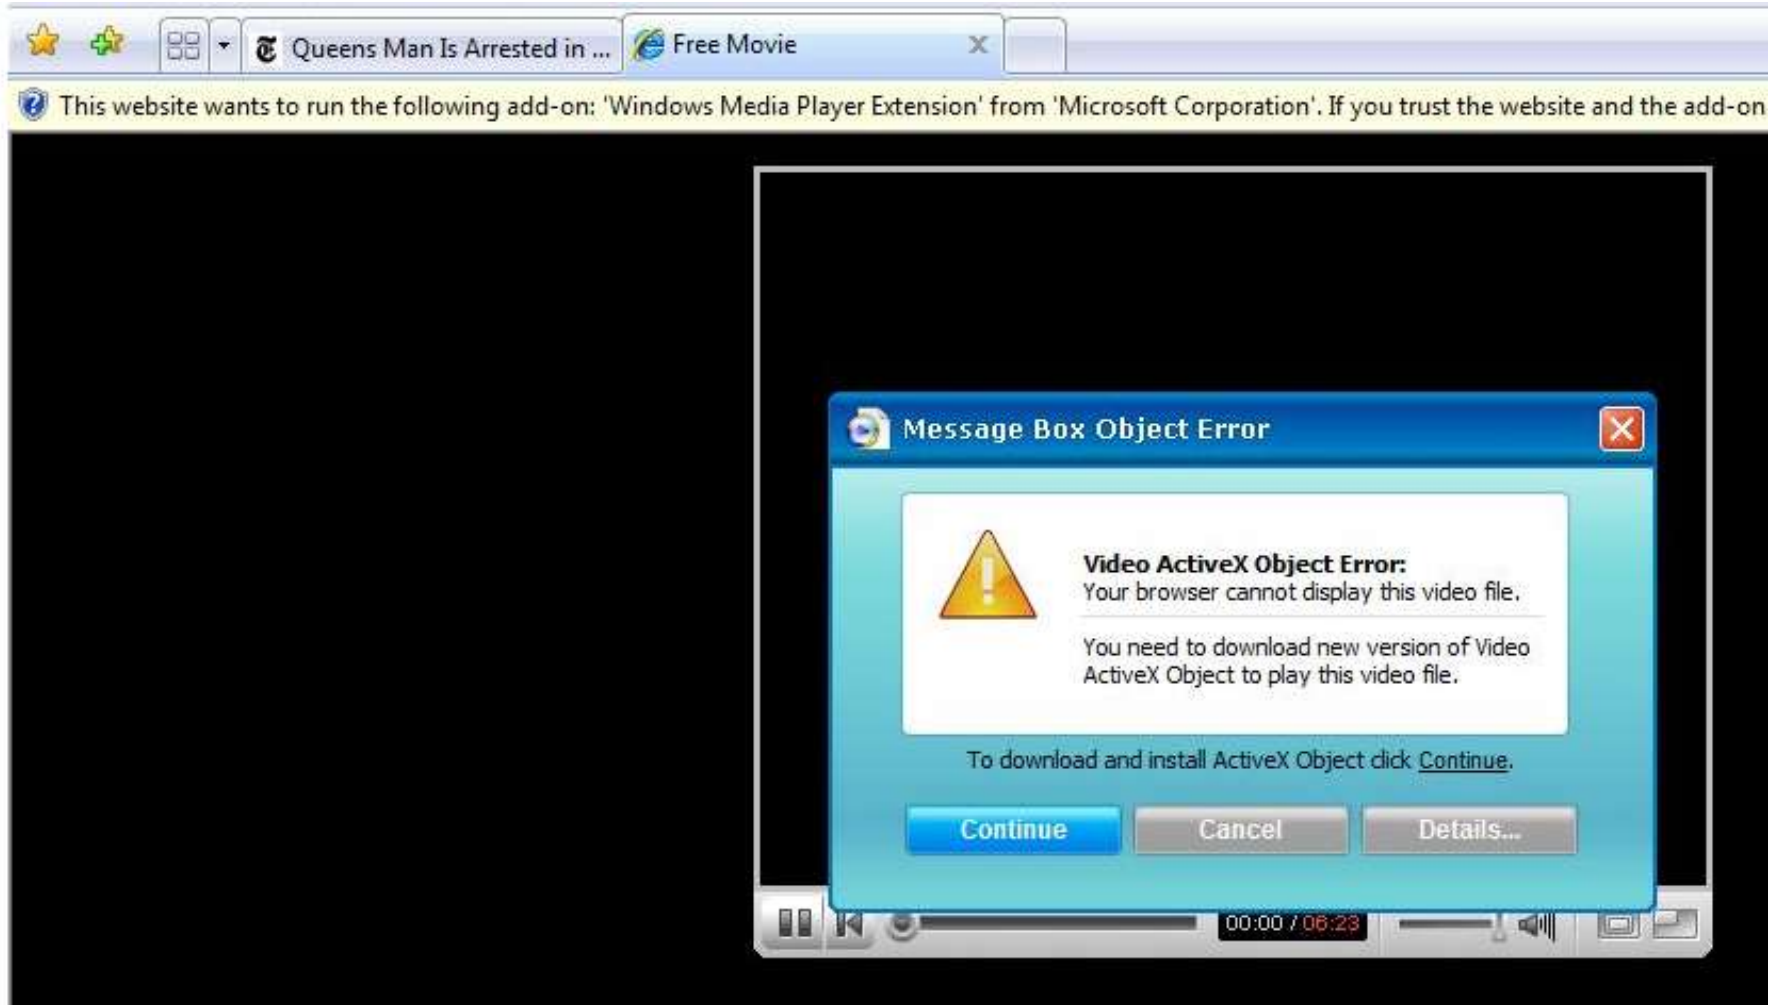 Queens Man Is Arrested in ...
Free Movie
This website wants to run the following add-on: 'Windows Media Player Extension' from 'Microsoft Corporation'. If you trust the website and the add-on
Message Box Object Error
Video ActiveX Object Error:
Your browser cannot display this video file.
You need to download new version of Video
ActiveX Object to play this video file.
To download and install ActiveX Object click Continue.
Continue
Cancel
Details...
00:00 / 06:23